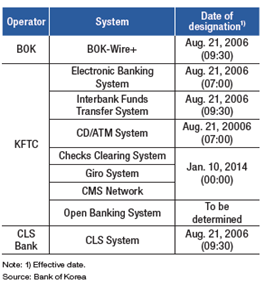 Operator System Date of designation1)
BOK BOK-Wire+ Aug. 21, 2006 (09:30)
KFTC
Electronic Banking System Aug. 21, 2006 (07:00)
Interbank Funds Transfer System Aug. 21, 2006 (09:30)
CD/ATM System Aug. 21, 20006 (07:00)
Checks Clearing System
Giro System
CMS Network
Jan. 10, 2014 (00:00)
Open Banking System To be determined
CLS Bank CLS System Aug. 21, 2006 (09:30)
Note: 1) Effective date.
Source: Bank of Korea